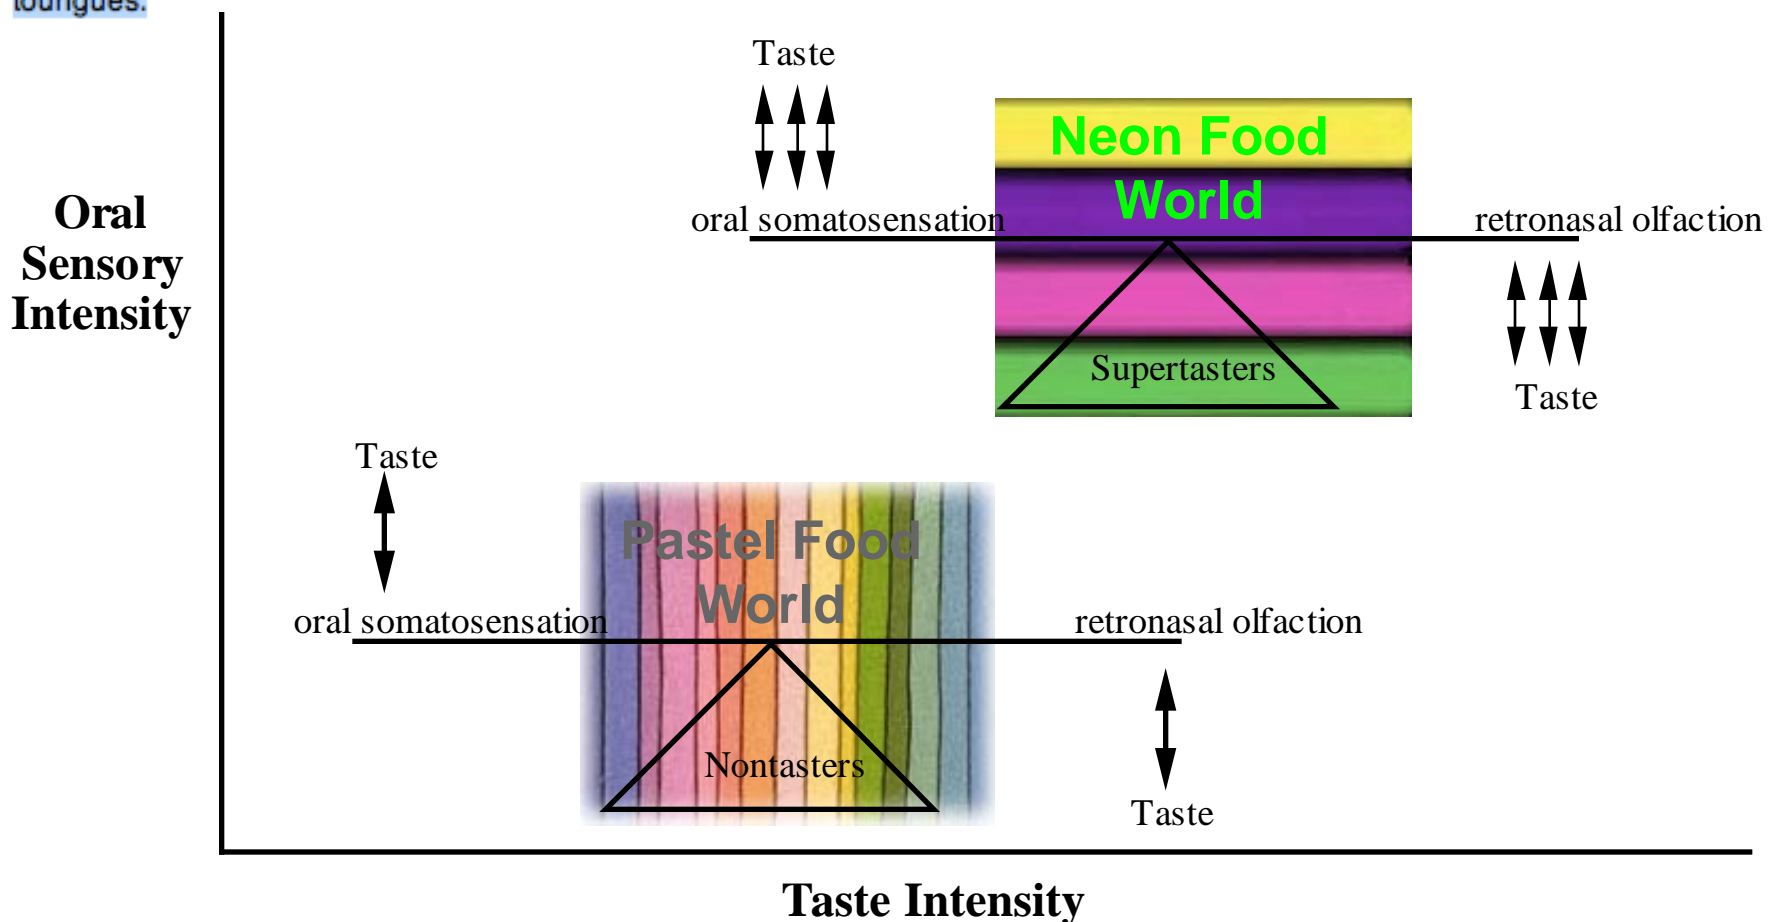 toungues.
Taste
Neon Food
World
Oral
Sensory
Intensity
oral somatosensation
retronasal olfaction
Supertasters
Taste
Taste
Pastel Food
World
oral somatosensation
retronasal olfaction
Nontasters
Taste
Taste Intensity